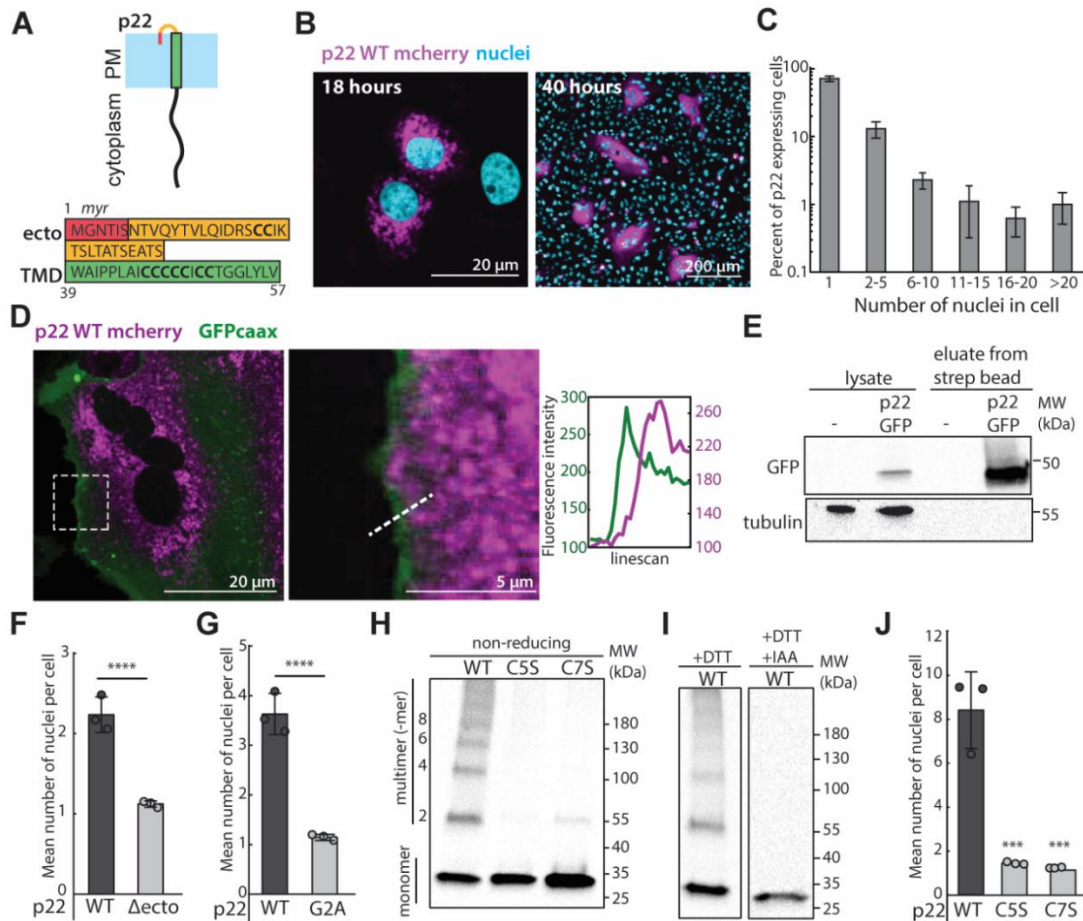 A
p22
PM
cytoplasm
1 myr
ecto
MGNTISNTVQYTVLQIDRSCCIK
TSLTATSEATS
TMD
WAIPPLAICCCCCICCTGGLYLV
39 57
B
p22 WT mcherry nuclei
18 hours
20 µm
40 hours
200 µm
C
Percent of p22 expressing cells
100
10
1
0.1
1 2-5 6-10 11-15 16-20 >20
Number of nuclei in cell
D
p22 WT mcherry GFPcaax
20 µm
5 µm
Fluorescence intensity
300
250
200
150
100
260
220
180
140
100
linescan
E
lysate
eluate from
strep bead
- p22
GFP
- p22
GFP
MW
(kDa)
GFP
50
tubulin
55
F
Mean number of nuclei per cell
3
2
1
0
****
p22 WT Δecto
G
Mean number of nuclei per cell
5
4
3
2
1
0
****
p22 WT G2A
H
non-reducing
WT C5S C7S
MW
(kDa)
multimer (-mer)
8
6
4
2
monomer
180
130
100
55
40
35
25
I
+DTT
WT
+DTT
+IAA
WT
MW
(kDa)
180
130
100
55
40
35
25
J
Mean number of nuclei per cell
12
10
8
6
4
2
0
*** ***
p22 WT C5S C7S